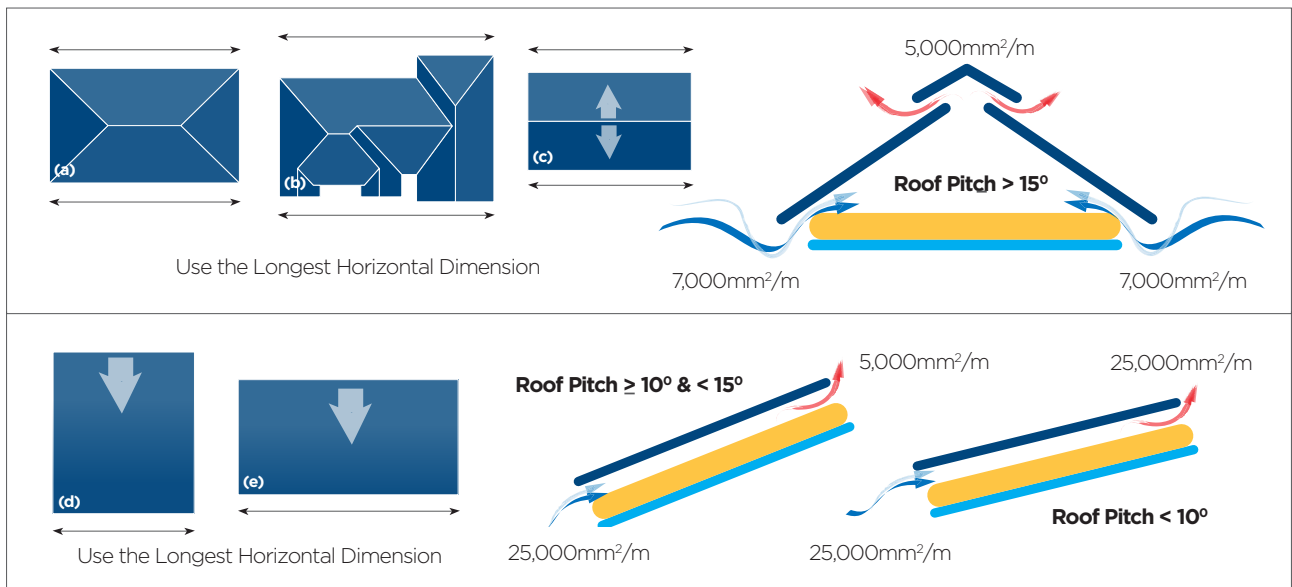 5,000mm²/m
(a)
(b)
(c)
Roof Pitch > 15⁰
Use the Longest Horizontal Dimension
7,000mm²/m
7,000mm²/m
(d)
(e)
Roof Pitch ≥ 10⁰ & < 15⁰
5,000mm²/m
25,000mm²/m
Roof Pitch < 10⁰
Use the Longest Horizontal Dimension
25,000mm²/m
25,000mm²/m